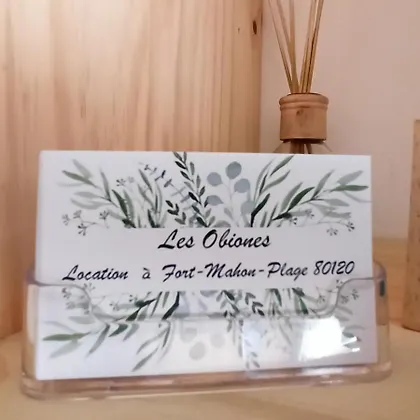 Les Obiones
Location à Fort-Mahon-Plage 80120